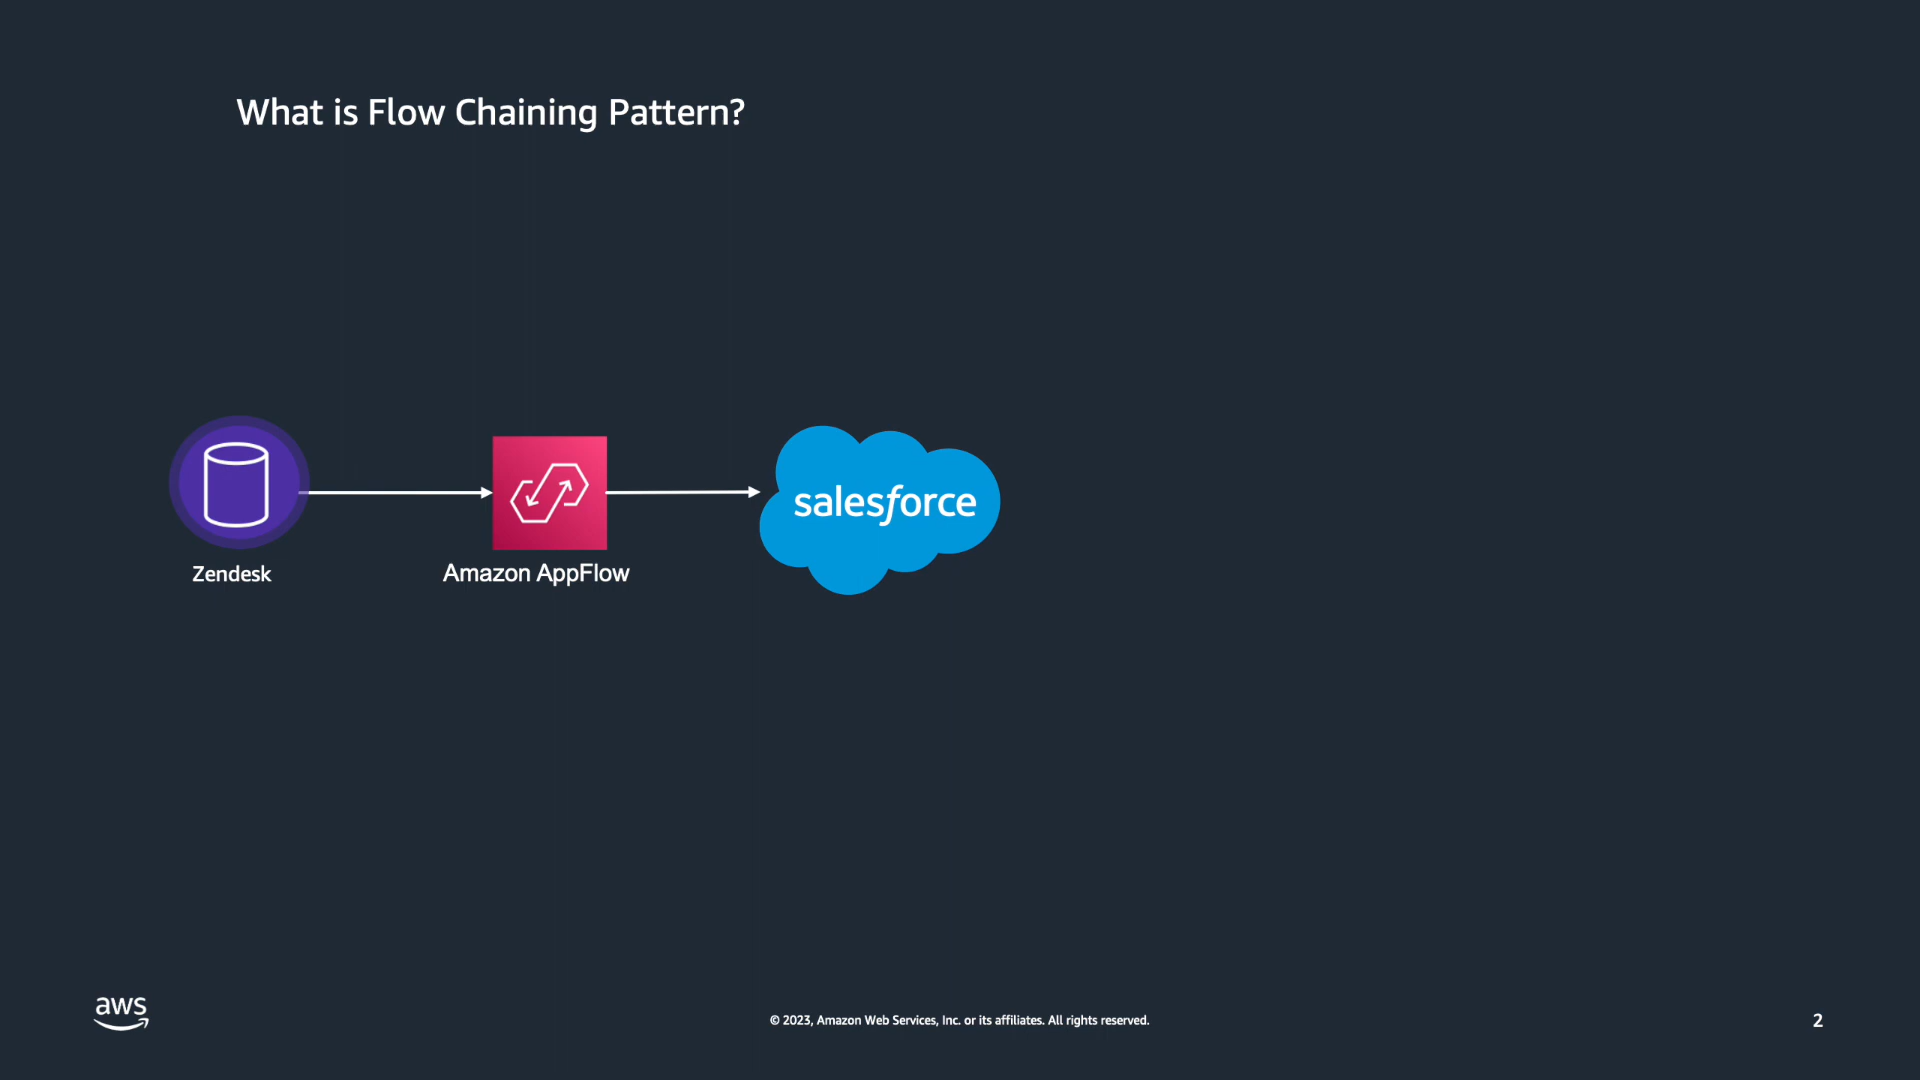 What is Flow Chaining Pattern?
salesforce
Zendesk
Amazon AppFlow
aws
© 2023, Amazon Web Services, Inc. or its affiliates. All rights reserved.
2